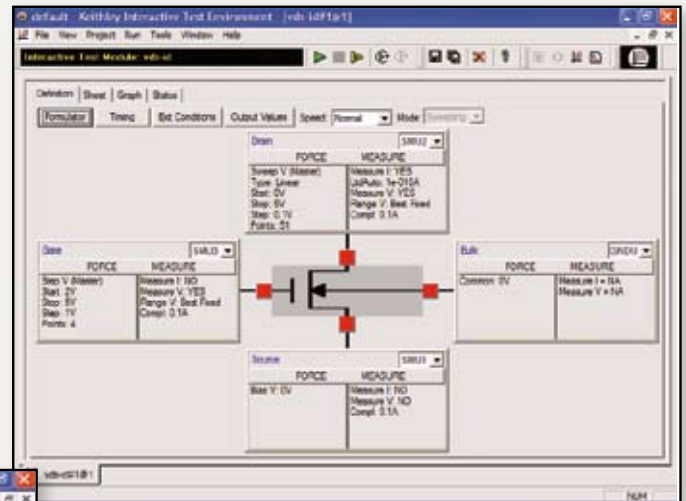 default - Keithley Interactive Test Environment - [vds-id#1@1]
File View Project Run Tools Window Help
Interactive Test Module: vds-id
Definition Sheet Graph Status
Formulator Timing Exit Conditions Output Values Speed: Normal Mode: Sweeping
Drain SMU2
FORCE MEASURE
Sweep V (Master) Measure I: YES
Type: Linear
Start: 0V Measure V: YES
Stop: 5V Range V: Best Fixed
Step: 0.1V Compl: 0.1A
Points: 51
Gate SMU3
FORCE MEASURE
Step V (Master) Measure I: NO
Start: 2V Measure V: YES
Stop: 5V Range V: Best Fixed
Step: 1V Compl: 0.1A
Points: 4
Bulk GNDU
FORCE MEASURE
Common: 0V Measure I = NA
Measure V = NA
Source
FORCE MEASURE
Bias V: 0V Measure I: NO
Measure V: NO
Compl: 0.1A
vds-id#1@1
NUM